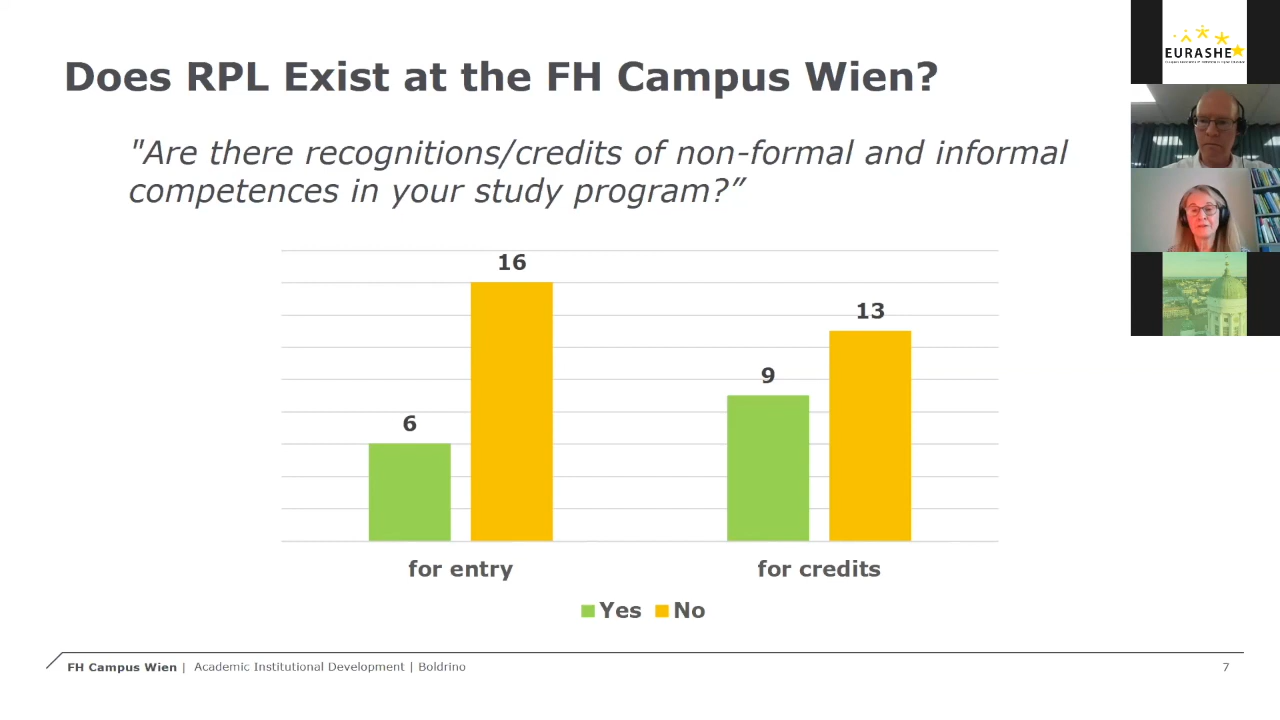 Does RPL Exist at the FH Campus Wien?
"Are there recognitions/credits of non-formal and informal
competences in your study program?”
16
13
9
6
for entry
for credits
Yes No
FH Campus Wien | Academic Institutional Development | Boldrino
7
EURASHE